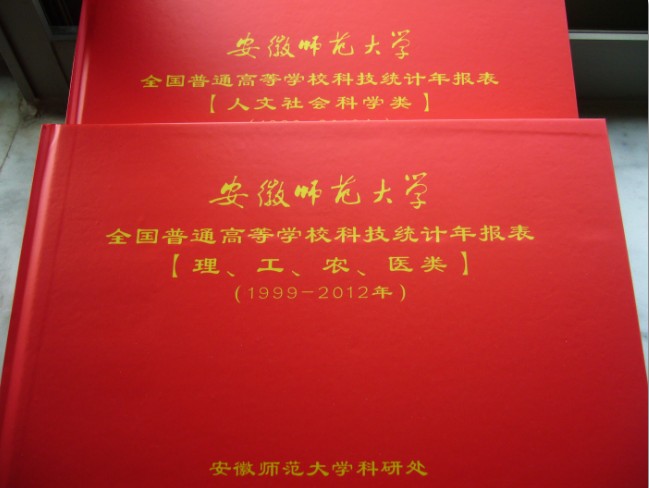 安徽师范大学
全国普通高等学校科技统计年报表
【人文社会科学类】
安徽师范大学
全国普通高等学校科技统计年报表
【理、工、农、医类】
(1999-2012年)
安徽师范大学科研处